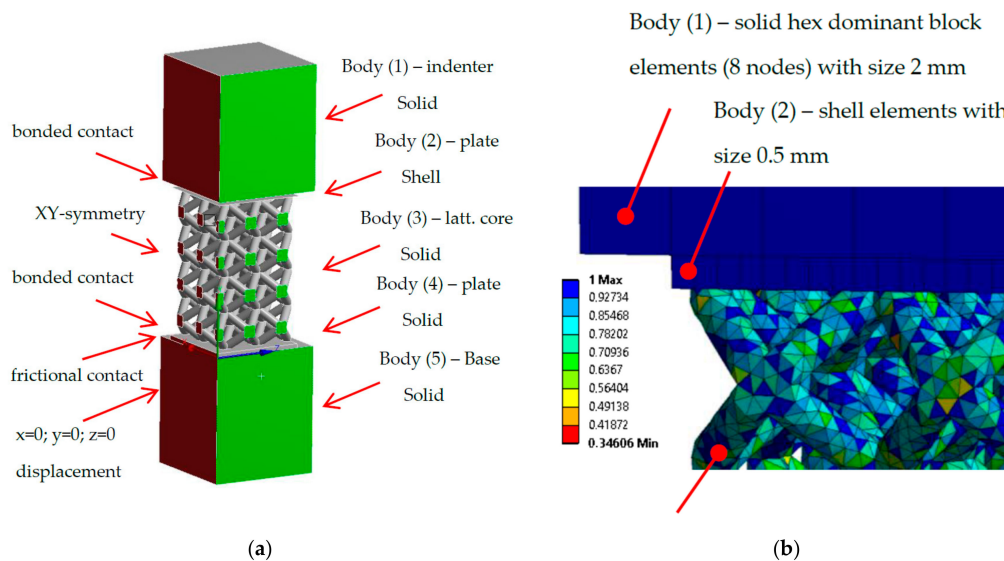 Body (1) – indenter
Solid
bonded contact
Body (2) – plate
Shell
XY-symmetry
Body (3) – latt. core
Solid
bonded contact
Body (4) – plate
Solid
frictional contact
Body (5) – Base
Solid
x=0; y=0; z=0
displacement
z
(a)
Body (1) – solid hex dominant block
elements (8 nodes) with size 2 mm
Body (2) – shell elements with
size 0.5 mm
1 Max
0.92734
0.85468
0.78202
0.70936
0.6367
0.56404
0.49138
0.41872
0.34606 Min
(b)